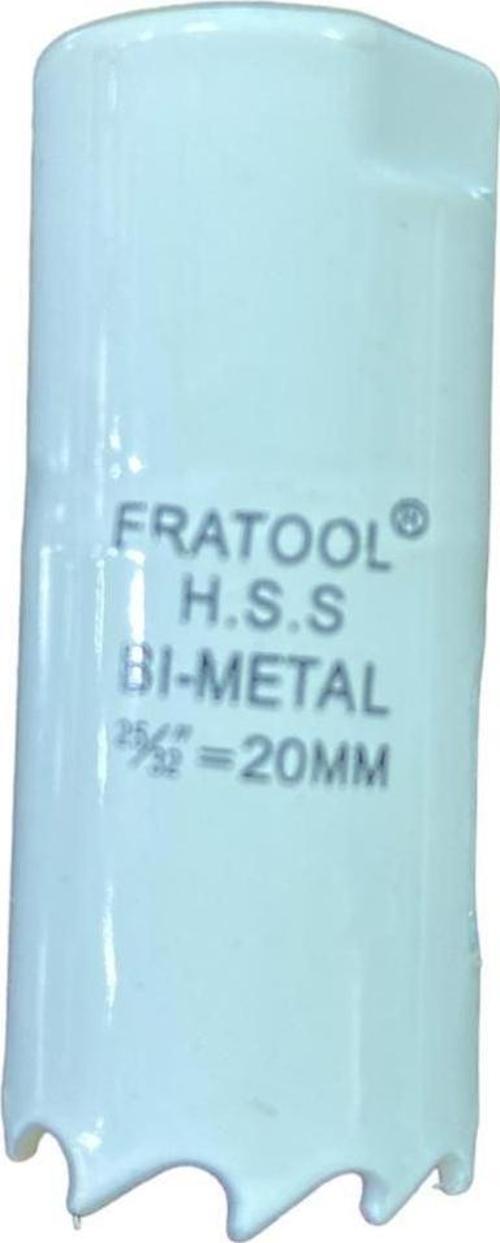 FRATOOL®
H.S.S
BI-METAL
25/32" = 20MM